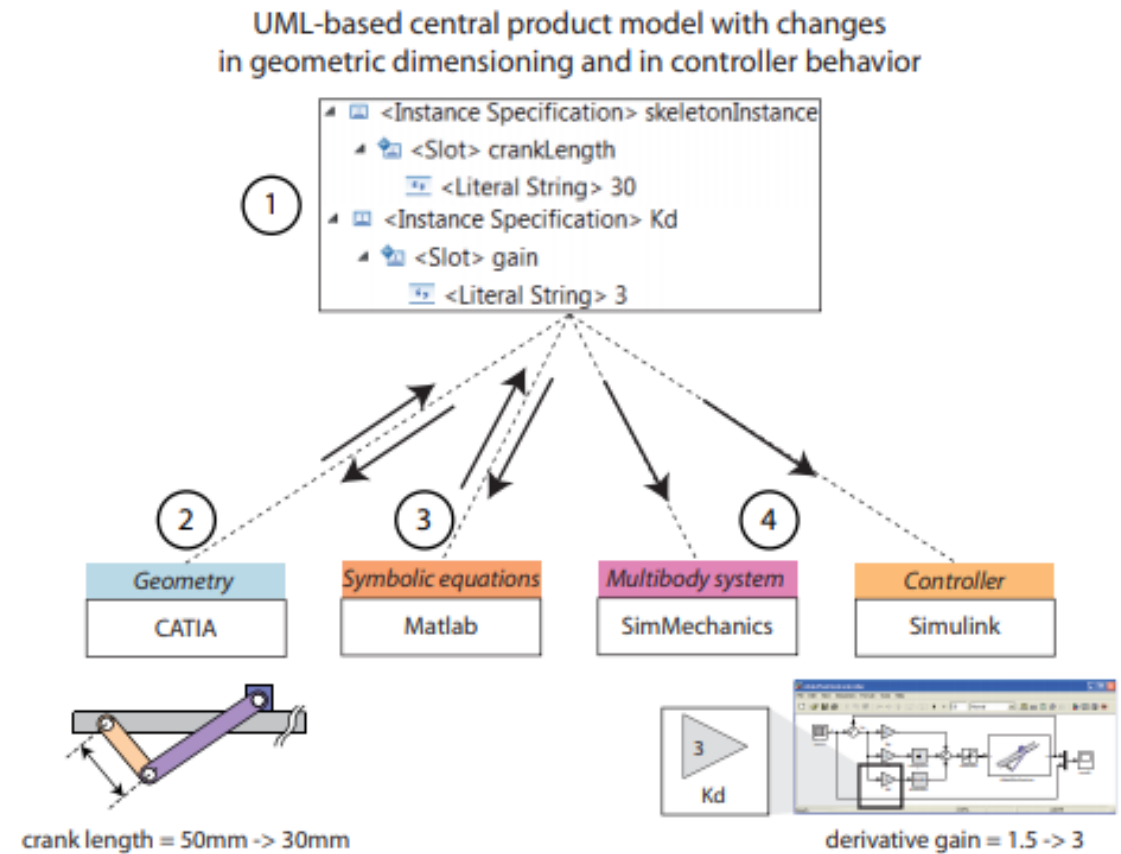 UML-based central product model with changes
in geometric dimensioning and in controller behavior
<Instance Specification> skeletonInstance
<Slot> crankLength
<Literal String> 30
1
<Instance Specification> Kd
<Slot> gain
<Literal String> 3
2
3
4
Geometry
Symbolic equations
Multibody system
Controller
CATIA
Matlab
SimMechanics
Simulink
3
Kd
crank length = 50mm -> 30mm
derivative gain = 1.5 -> 3